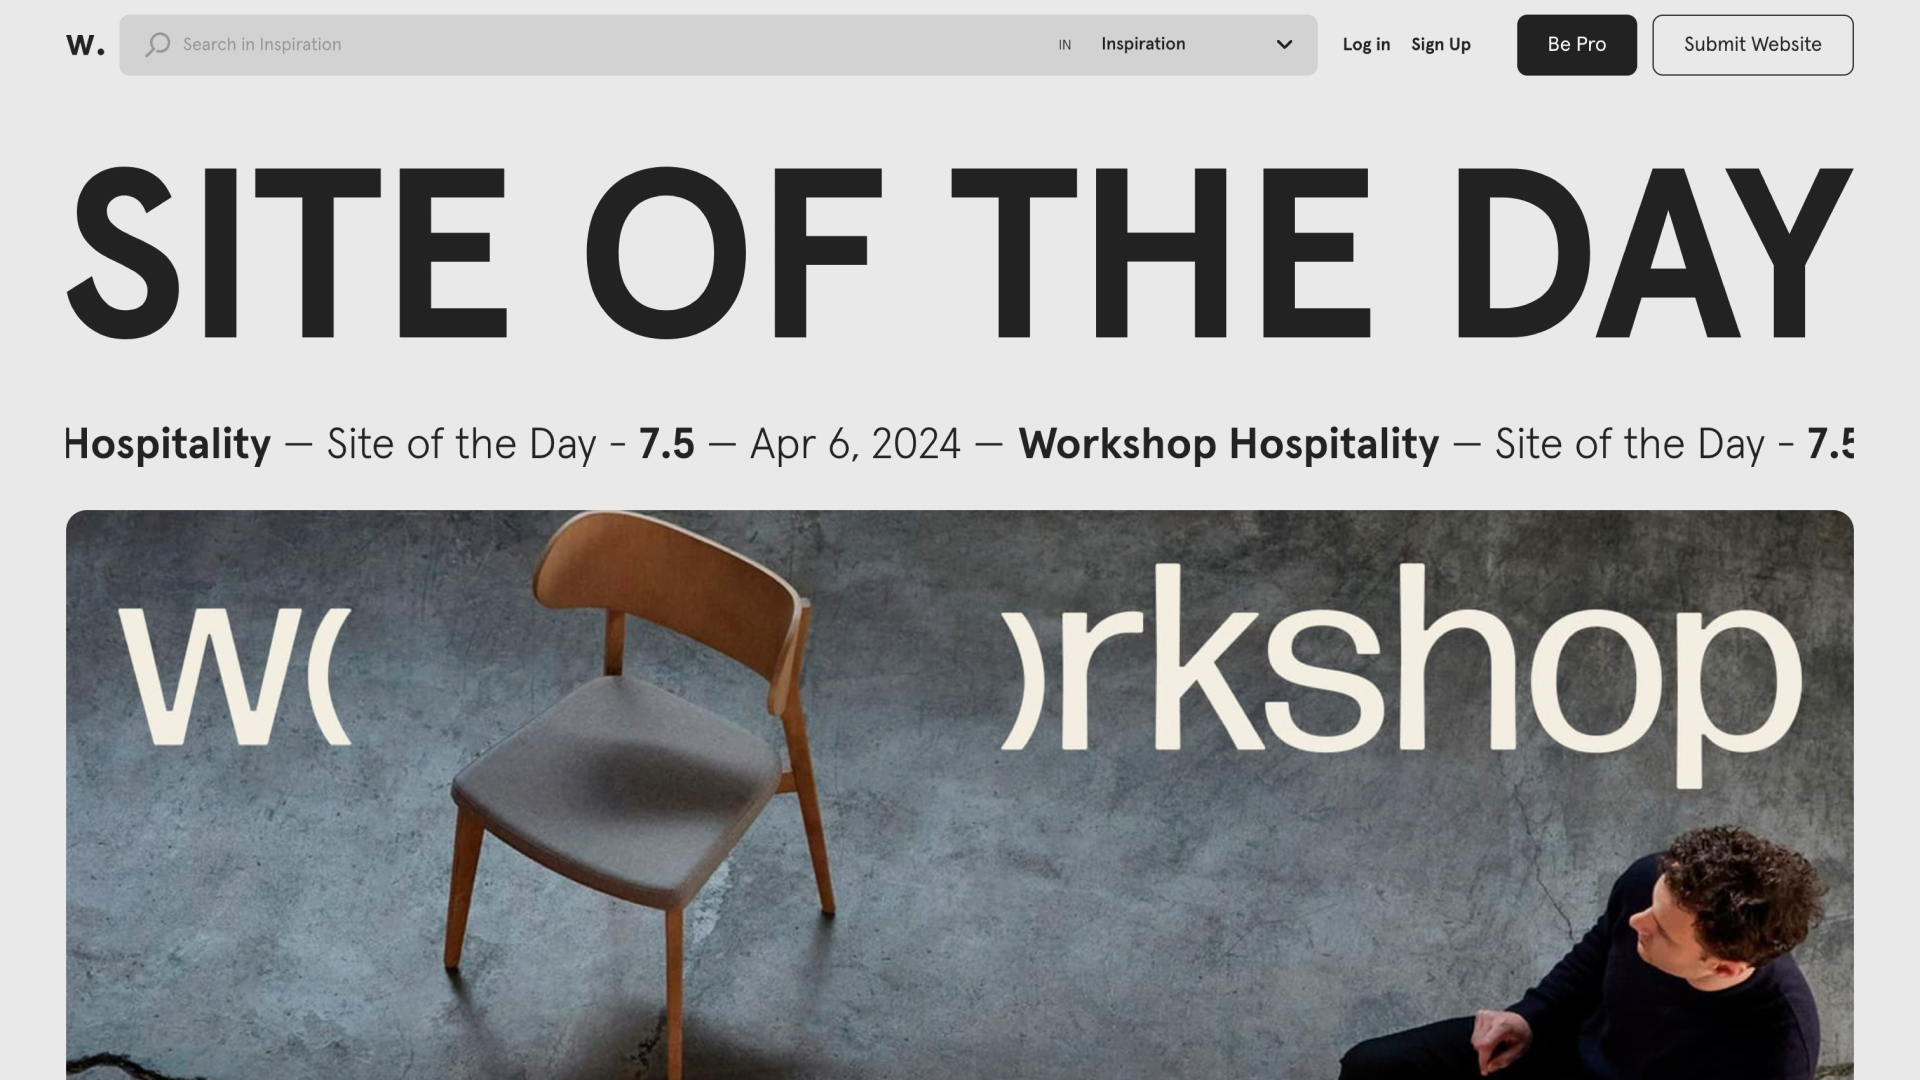 w. Search in Inspiration IN Inspiration Log in Sign Up Be Pro Submit Website
SITE OF THE DAY
Hospitality — Site of the Day - 7.5 — Apr 6, 2024 — Workshop Hospitality — Site of the Day - 7.5
w( )rkshop